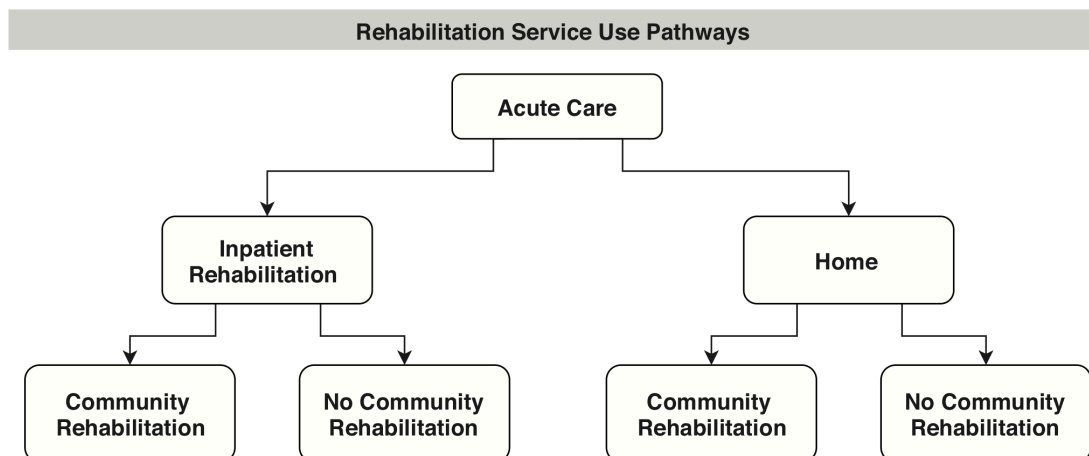 Rehabilitation Service Use Pathways
Acute Care
Inpatient
Rehabilitation
Home
Community
Rehabilitation
No Community
Rehabilitation
Community
Rehabilitation
No Community
Rehabilitation